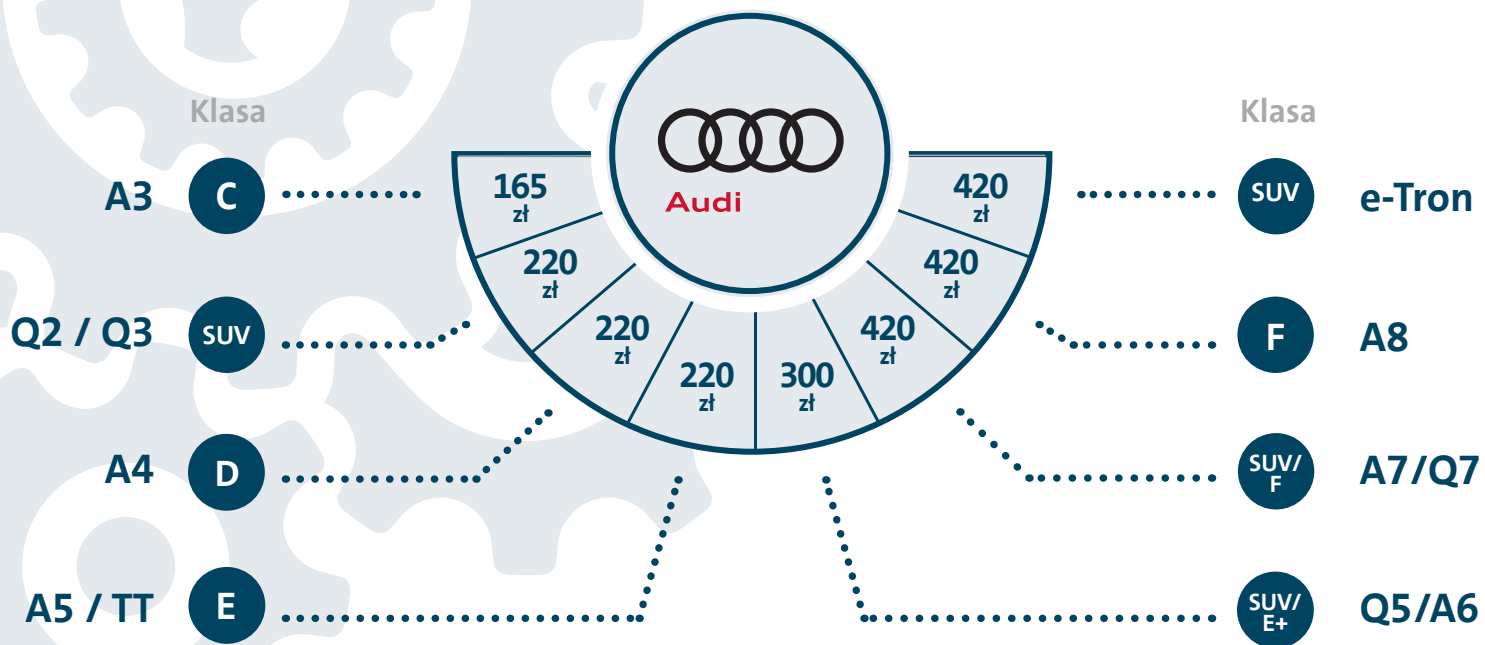 Klasa
A3 C 165 zł
Q2 / Q3 SUV 220 zł
A4 D 220 zł
A5 / TT E 220 zł
Audi
Klasa
420 zł SUV e-Tron
420 zł F A8
420 zł SUV/ F A7/Q7
300 zł SUV/ E+ Q5/A6